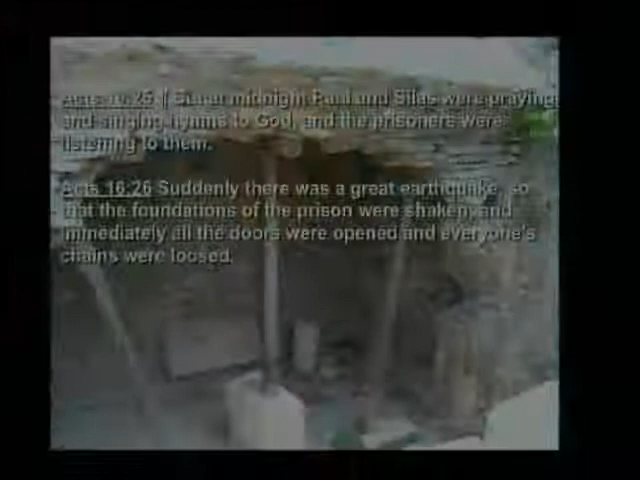 Acts 16:25 ¶ But at midnight Paul and Silas were praying
and singing hymns to God, and the prisoners were
listening to them.
Acts 16:26 Suddenly there was a great earthquake, so
that the foundations of the prison were shaken; and
immediately all the doors were opened and everyone's
chains were loosed.